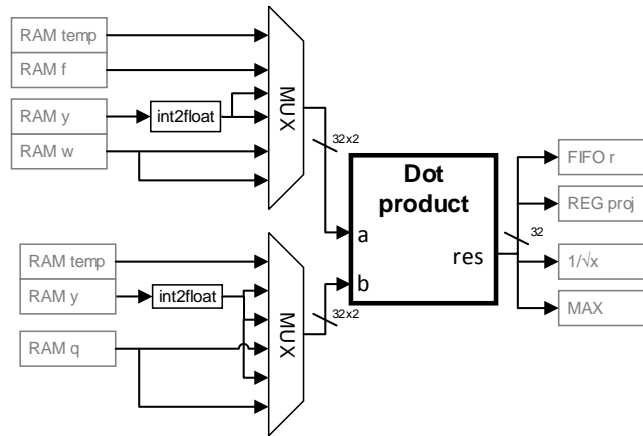 RAM temp
RAM f
RAM y
int2float
RAM w
MUX
32x2
Dot
product
a
b
res
32
FIFO r
REG proj
1/√x
MAX
RAM temp
RAM y
int2float
RAM q
MUX
32x2